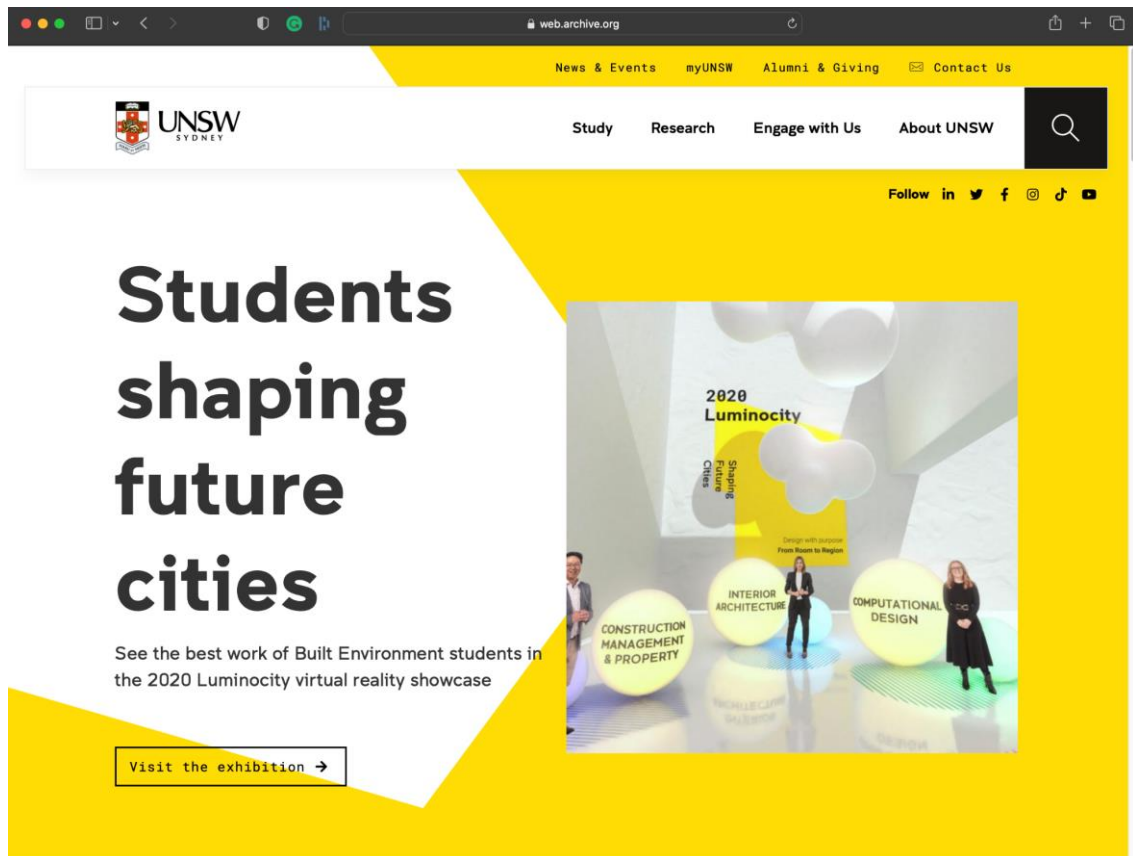 web.archive.org
News & Events myUNSW Alumni & Giving Contact Us
UNSW
SYDNEY
Study Research Engage with Us About UNSW
Follow
Students
shaping
future
cities
See the best work of Built Environment students in
the 2020 Luminocity virtual reality showcase
Visit the exhibition →
2020
Luminocity
Shaping
Future
Cities
Design with purpose
From Room to Region
CONSTRUCTION
MANAGEMENT
& PROPERTY
INTERIOR
ARCHITECTURE
COMPUTATIONAL
DESIGN